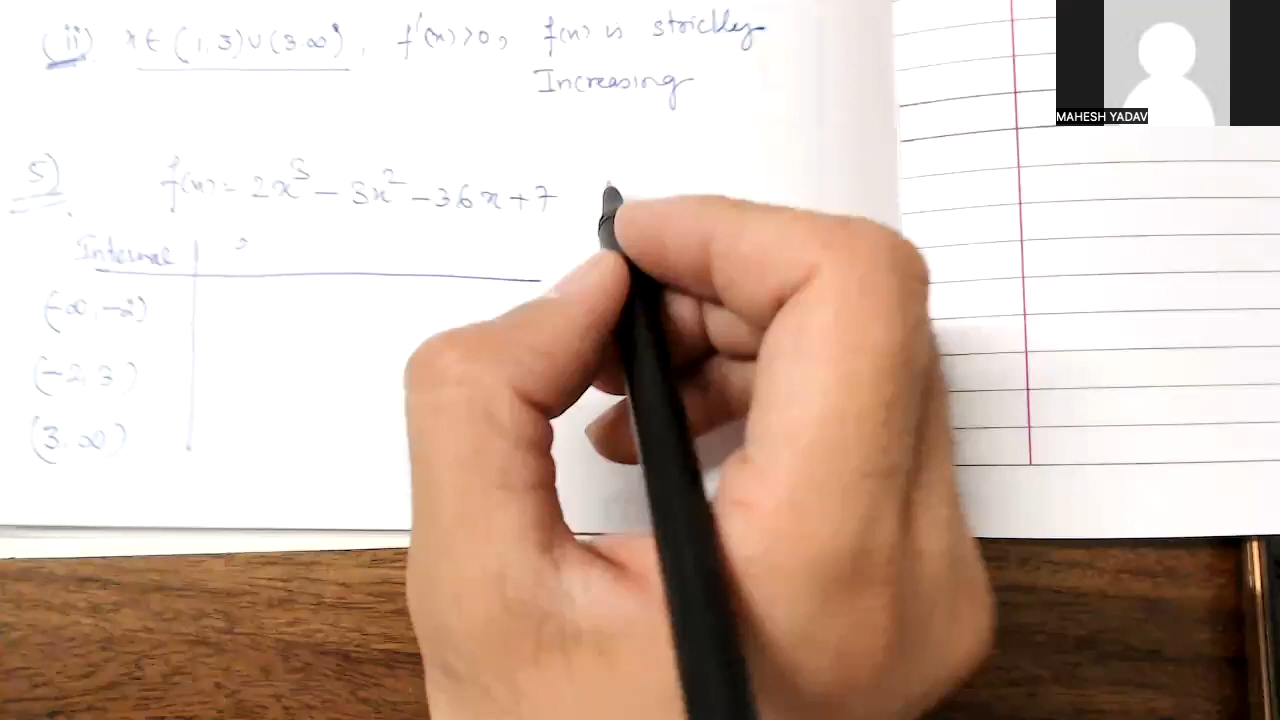 (ii) x ∈ (1, 3) ∪ (3, ∞), f'(x) > 0, f(x) is strickly
Increasing
5) f(x) = 2x³ - 3x² - 36x + 7
Interval
(-∞, -2)
(-2, 3)
(3, ∞)
MAHESH YADAV